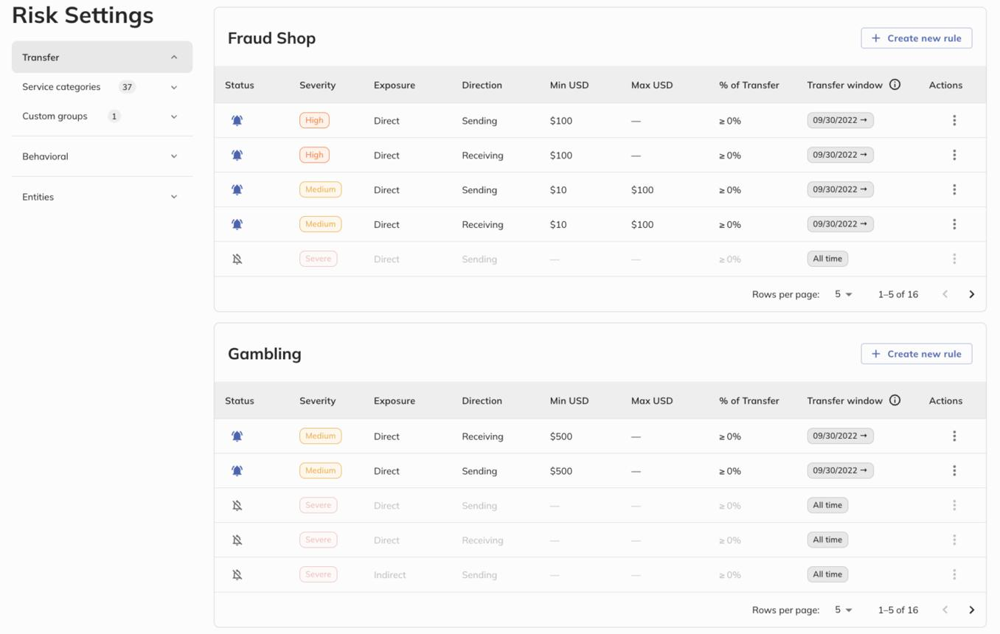 Risk Settings
Transfer
Service categories 37
Custom groups 1
Behavioral
Entities
Fraud Shop
+ Create new rule
Status Severity Exposure Direction Min USD Max USD % of Transfer Transfer window Actions
High Direct Sending $100 — ≥ 0% 09/30/2022 →
High Direct Receiving $100 — ≥ 0% 09/30/2022 →
Medium Direct Sending $10 $100 ≥ 0% 09/30/2022 →
Medium Direct Receiving $10 $100 ≥ 0% 09/30/2022 →
Severe Direct Sending — — ≥ 0% All time
Rows per page: 5 1–5 of 16
Gambling
+ Create new rule
Status Severity Exposure Direction Min USD Max USD % of Transfer Transfer window Actions
Medium Direct Receiving $500 — ≥ 0% 09/30/2022 →
Medium Direct Sending $500 — ≥ 0% 09/30/2022 →
Severe Direct Sending — — ≥ 0% All time
Severe Direct Receiving — — ≥ 0% All time
Severe Indirect Sending — — ≥ 0% All time
Rows per page: 5 1–5 of 16